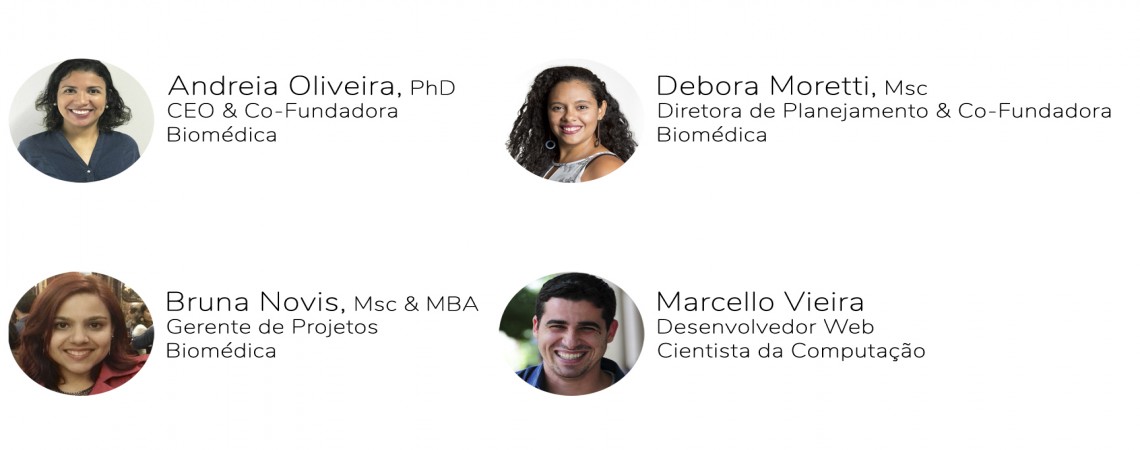 Andreia Oliveira, PhD
CEO & Co-Fundadora
Biomédica
Debora Moretti, Msc
Diretora de Planejamento & Co-Fundadora
Biomédica
Bruna Novis, Msc & MBA
Gerente de Projetos
Biomédica
Marcello Vieira
Desenvolvedor Web
Cientista da Computação